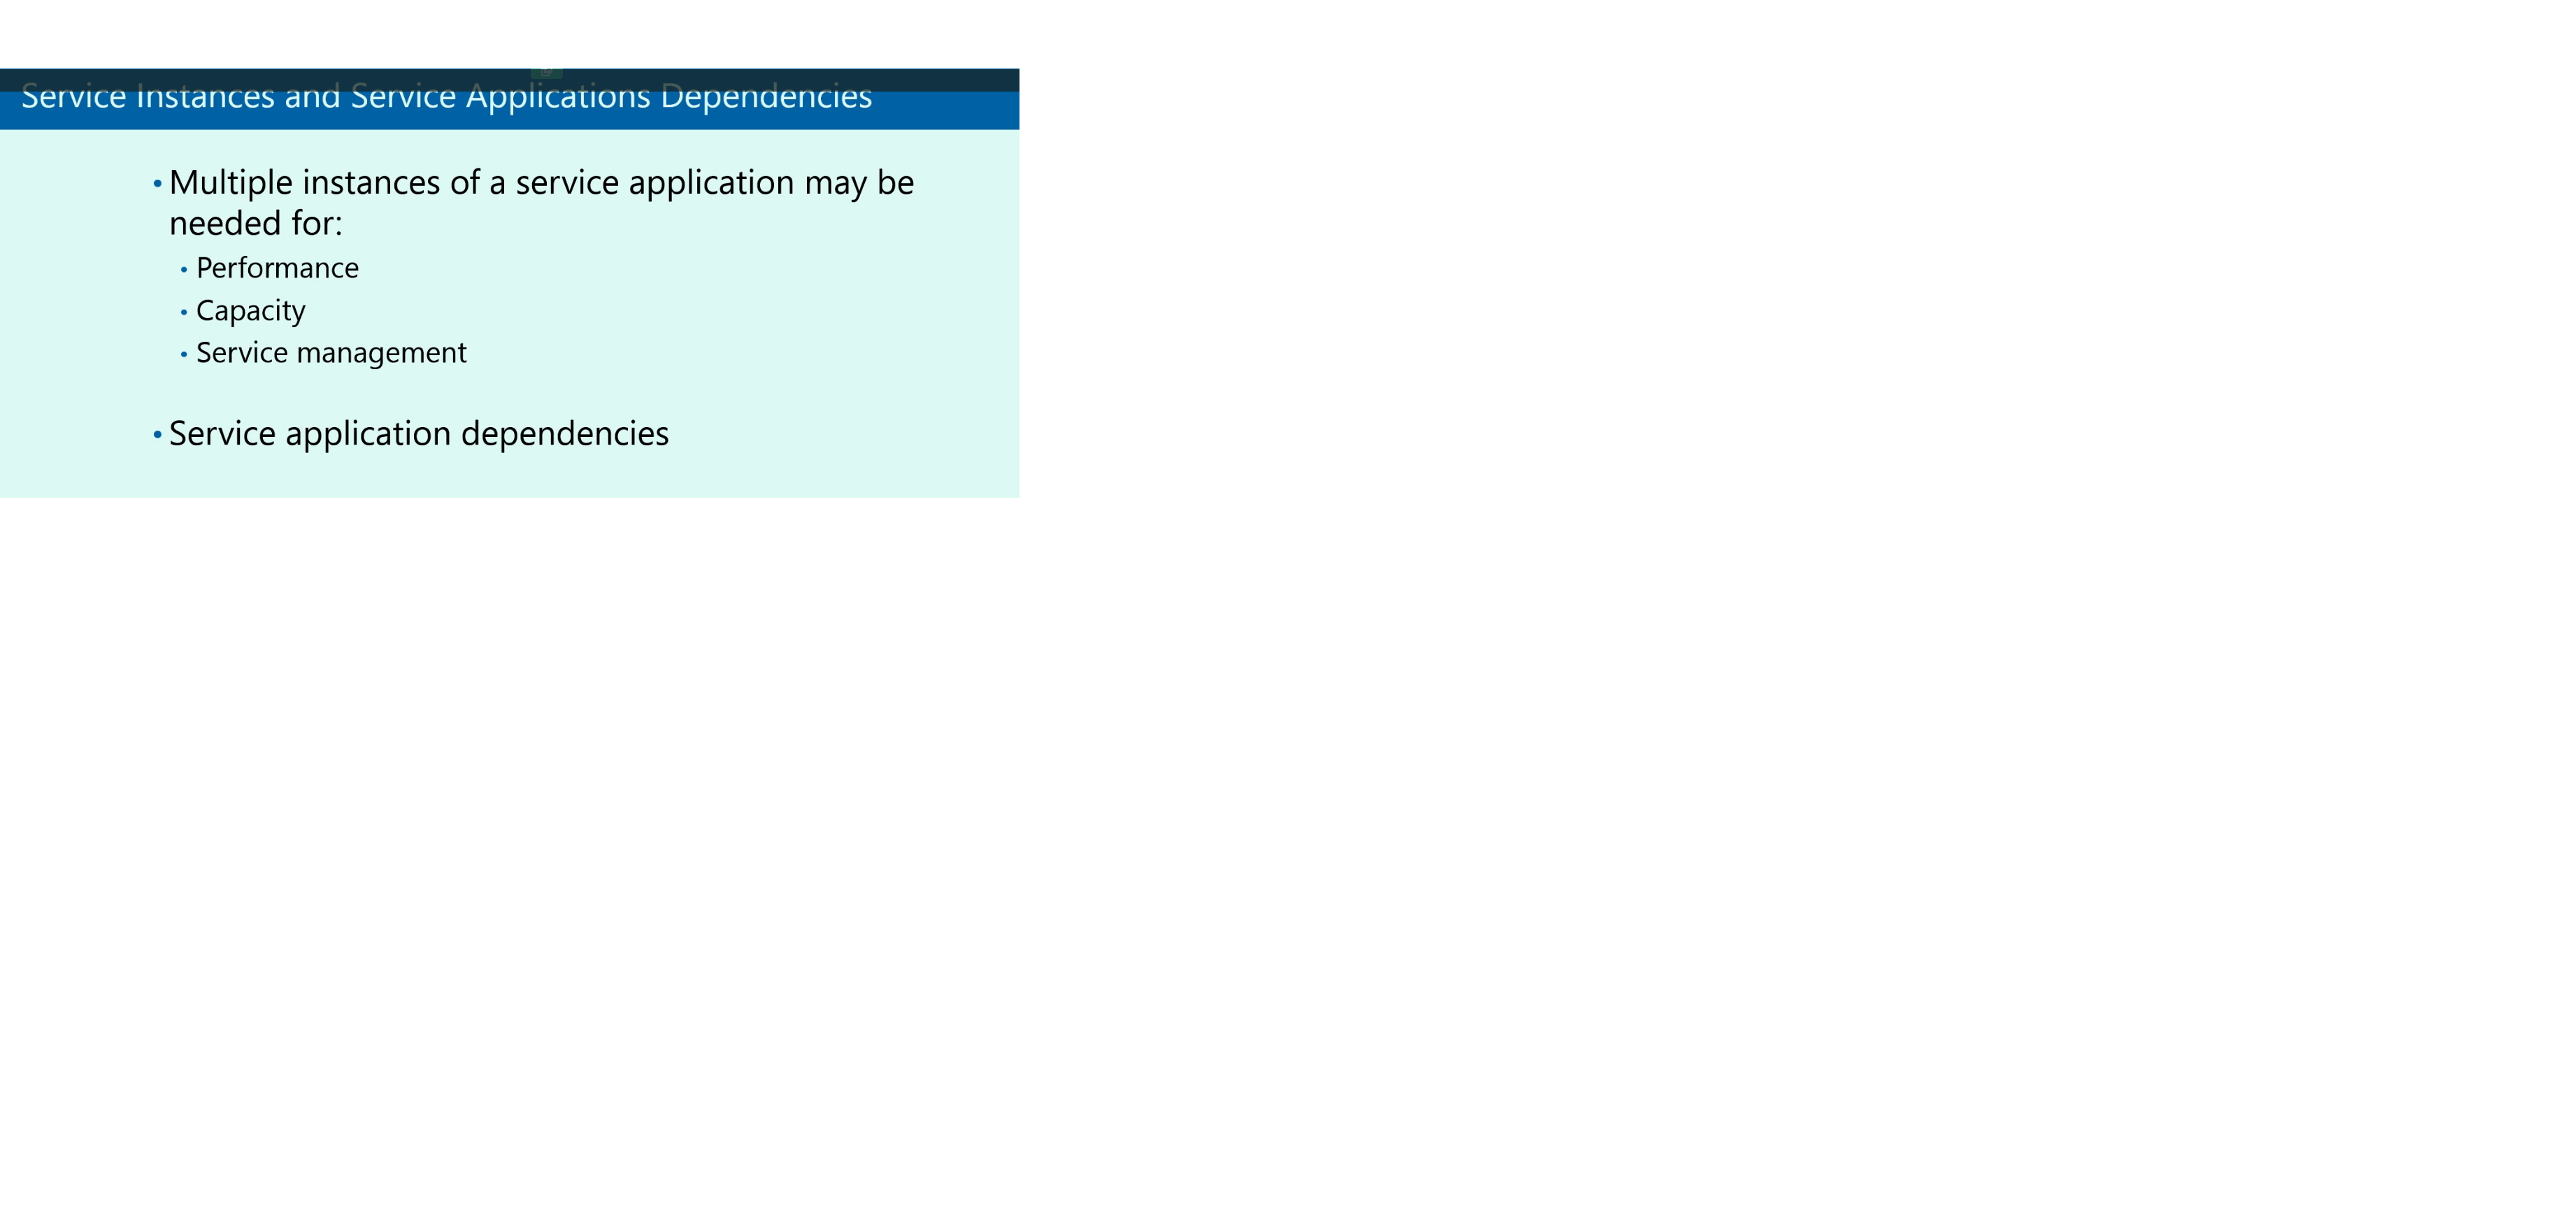 Service Instances and Service Applications Dependencies
• Multiple instances of a service application may be
needed for:
• Performance
• Capacity
• Service management
• Service application dependencies